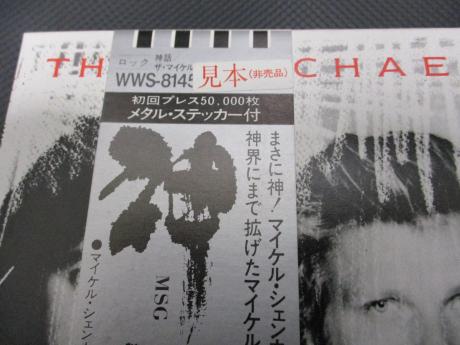 TH
CHAE
ロック
神話
ザ・マイケル
WWS-8145
見本(非売品)
初回プレス50,000枚
メタル・ステッカー付
神
MSG
まさに神!マイケル・シェン
神界にまで拡げたマイケル
●マイケル・シェン